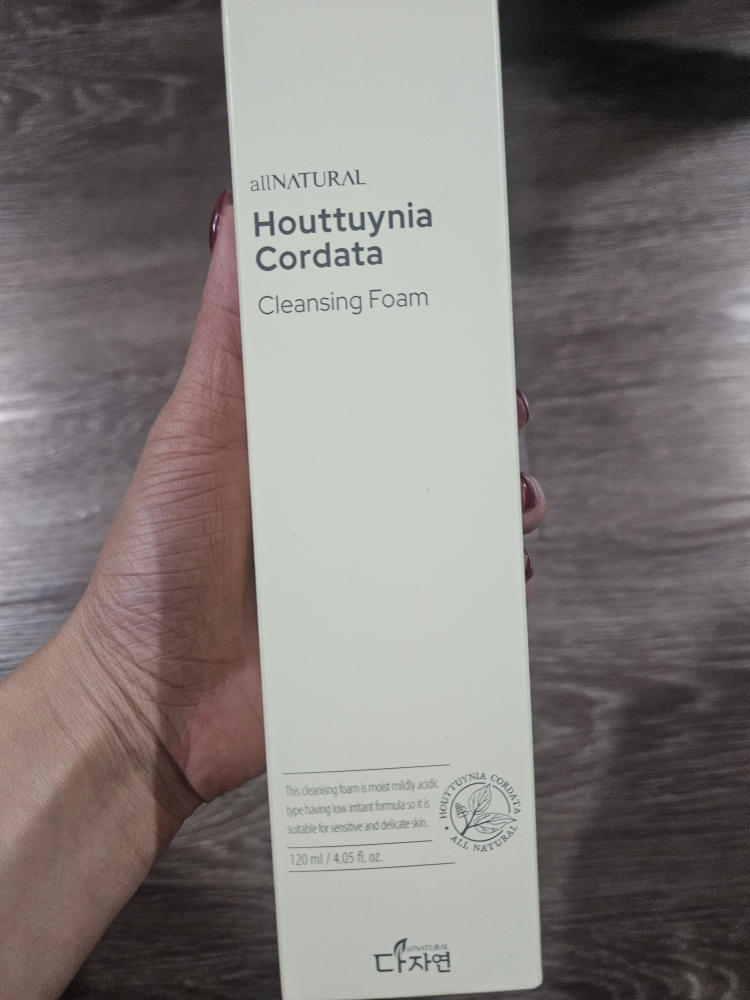 allNATURAL
Houttuynia
Cordata
Cleansing Foam
This cleanisng foam is moist mildly acidic
type having low irritant formula so it is
suitable for sensitive and delicate skin.
120 ml / 4.05 fl. oz.
HOUTTUYNIA CORDATA
• ALL NATURAL •
allNATURAL
다자연